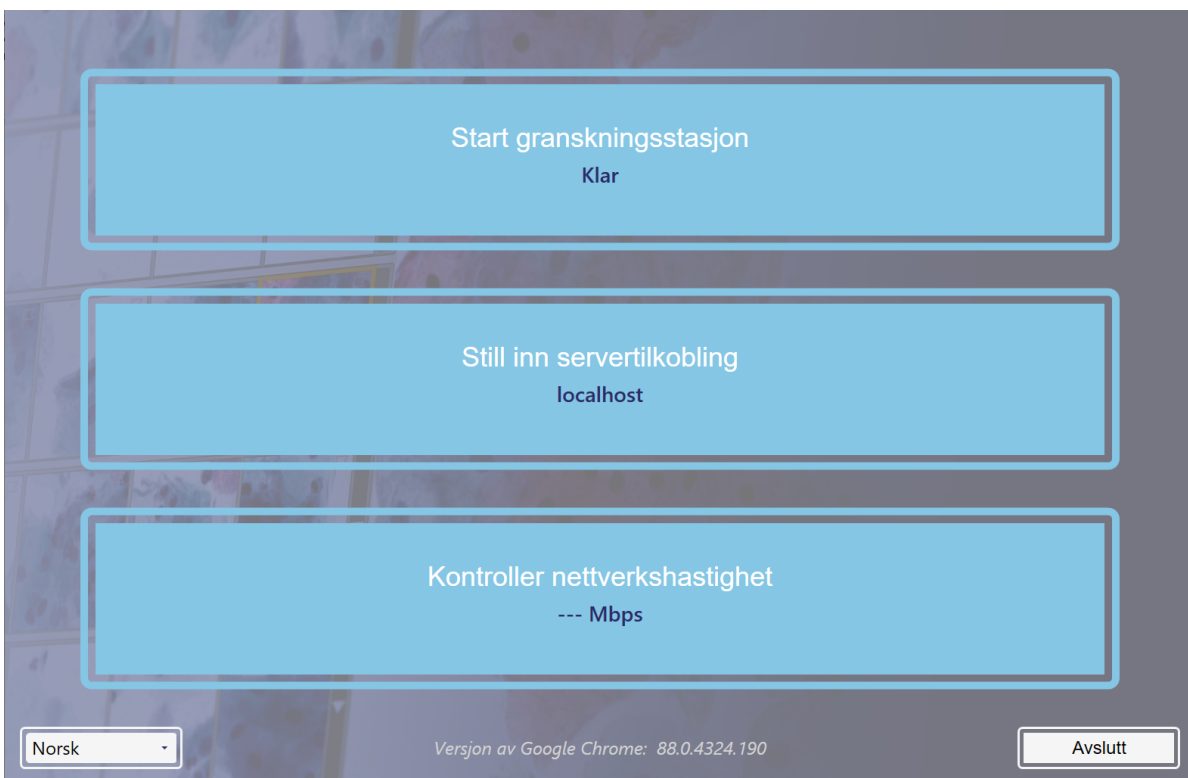 Start granskningsstasjon
Klar
Still inn servertilkobling
localhost
Kontroller nettverkshastighet
--- Mbps
Norsk
Versjon av Google Chrome: 88.0.4324.190
Avslutt